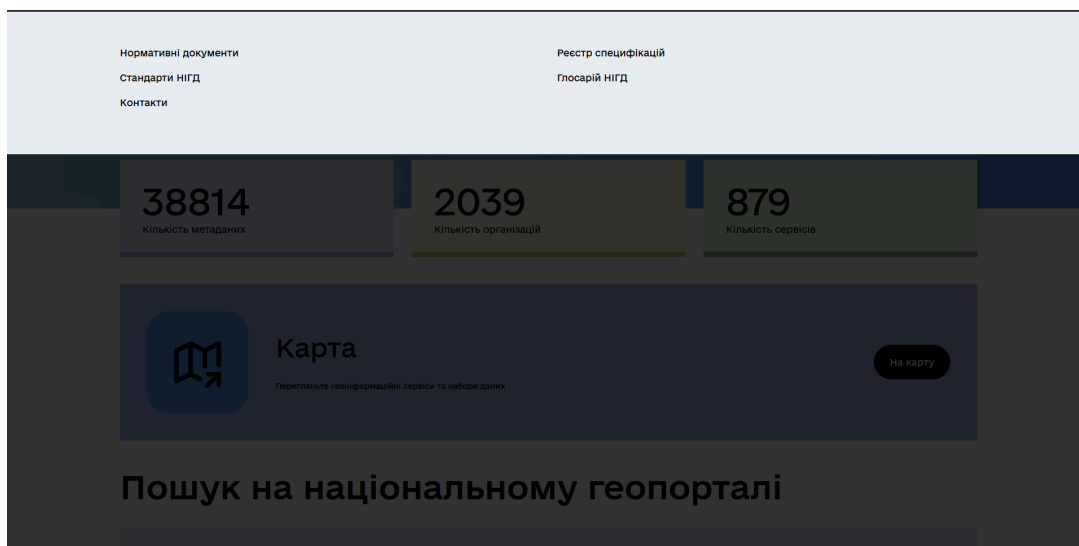 Нормативні документи
Реєстр специфікацій
Стандарти НІГД
Глосарій НІГД
Контакти
38814
Кількість метаданих
2039
Кількість організацій
879
Кількість сервісів
Карта
Перегляньте геоінформаційні сервіси та набори даних
На карту
Пошук на національному геопорталі